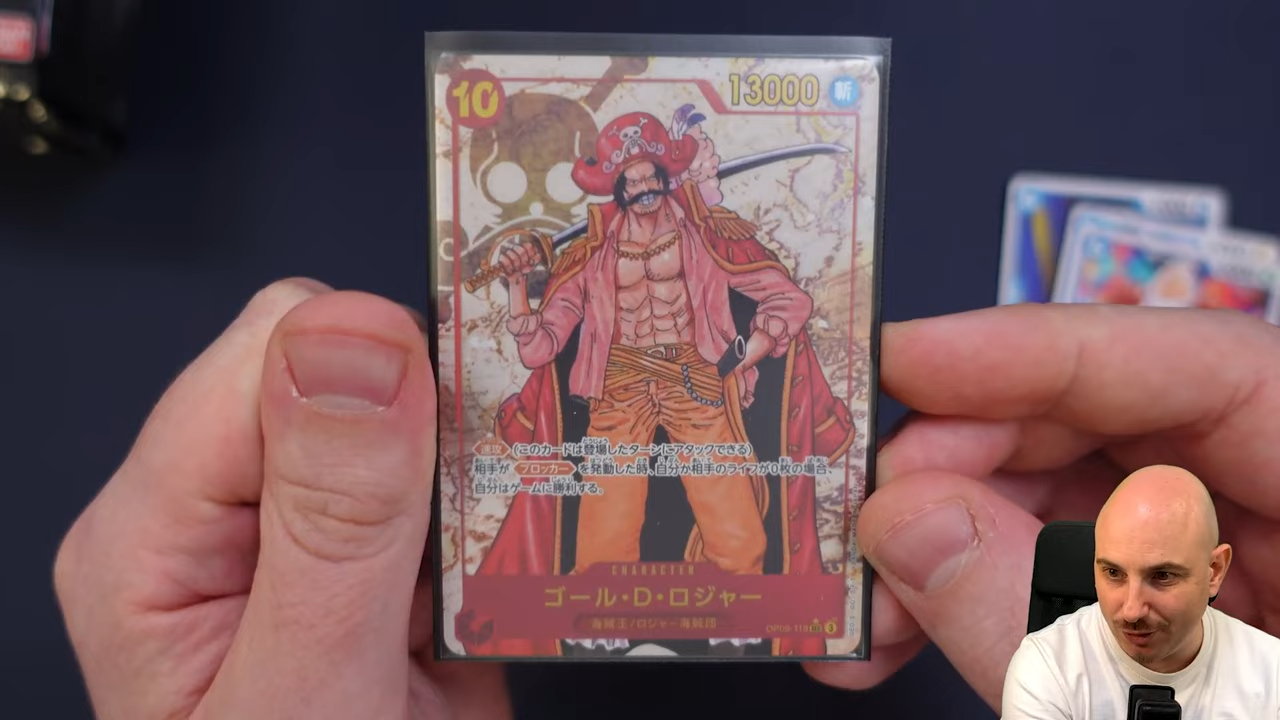 10
13000
斬
速攻 (このカードは登場したターンにアタックできる)
相手が ブロッカー を発動した時、自分か相手のライフが0枚の場合、
自分はゲームに勝利する。
CHARACTER
ゴール・D・ロジャー
海賊王/ロジャー海賊団
OP09-118 SEC 3